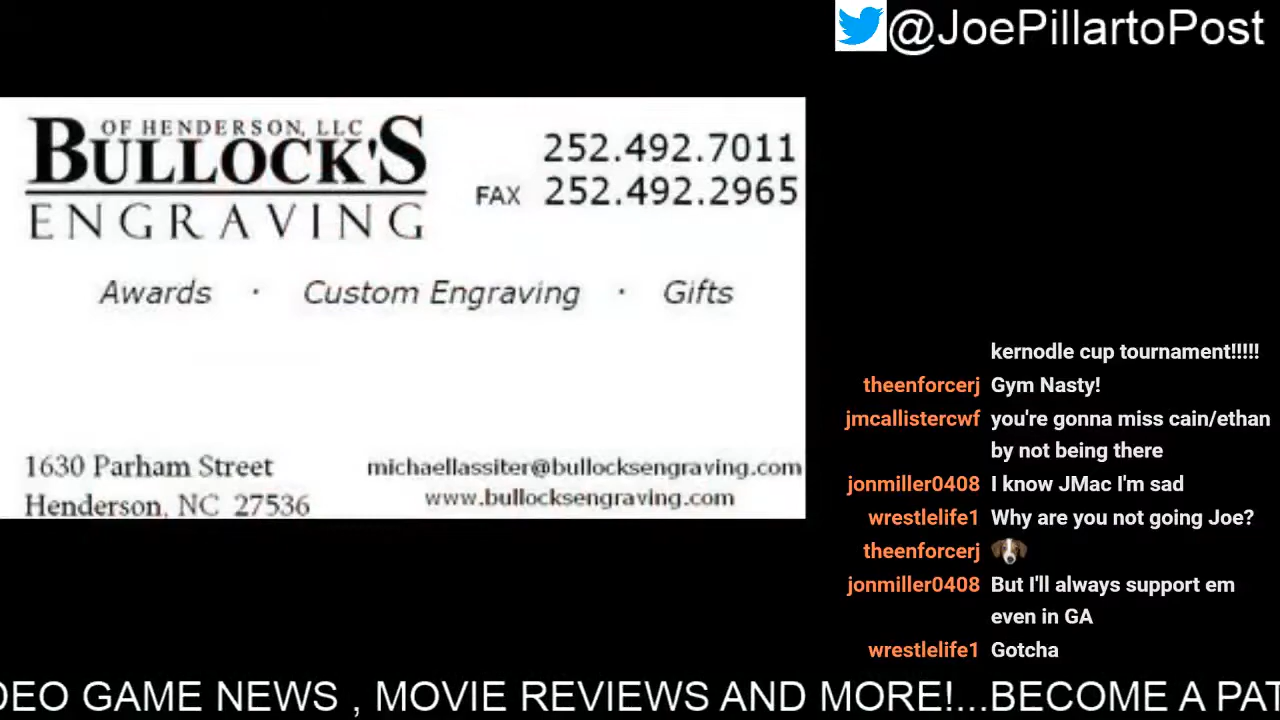 @JoePillartoPost
OF HENDERSON, LLC
BULLOCK'S
ENGRAVING
252.492.7011
FAX 252.492.2965
Awards · Custom Engraving · Gifts
1630 Parham Street
Henderson, NC 27536
michaellassiter@bullocksengraving.com
www.bullocksengraving.com
kernodle cup tournament!!!!!
theenforcerj Gym Nasty!
jmcallistercwf you're gonna miss cain/ethan
by not being there
jonmiller0408 I know JMac I'm sad
wrestlelife1 Why are you not going Joe?
theenforcerj
jonmiller0408 But I'll always support em
even in GA
wrestlelife1 Gotcha
DEO GAME NEWS , MOVIE REVIEWS AND MORE!...BECOME A PAT